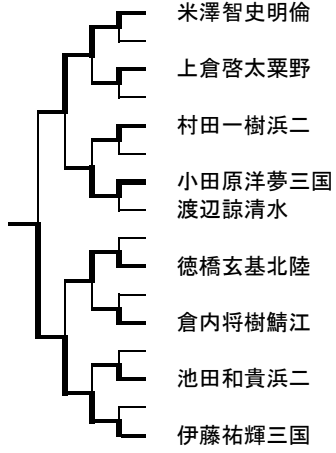 米澤智史明倫
上倉啓太粟野
村田一樹浜二
小田原洋夢三国
渡辺諒清水
徳橋玄基北陸
倉内将樹鯖江
池田和貴浜二
伊藤祐輝三国